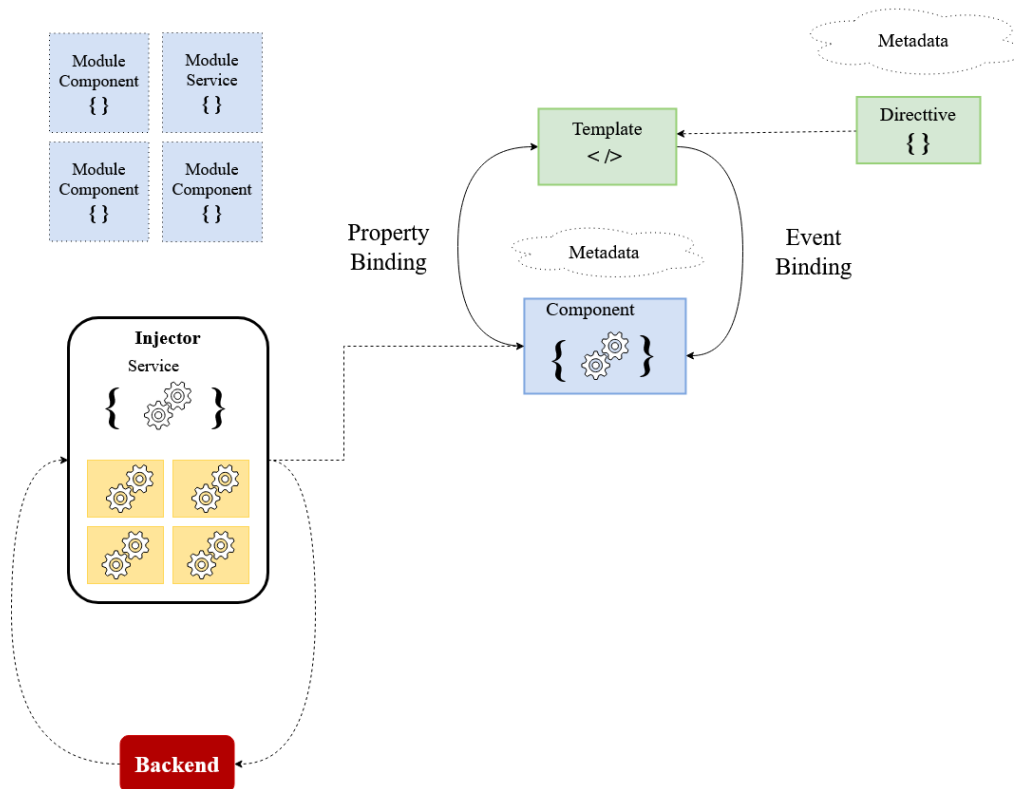 Module
Component
{ }
Module
Service
{ }
Module
Component
{ }
Module
Component
{ }
Metadata
Directtive
{ }
Template
< />
Property
Binding
Event
Binding
Metadata
Component
{ }
Injector
Service
{ }
Backend